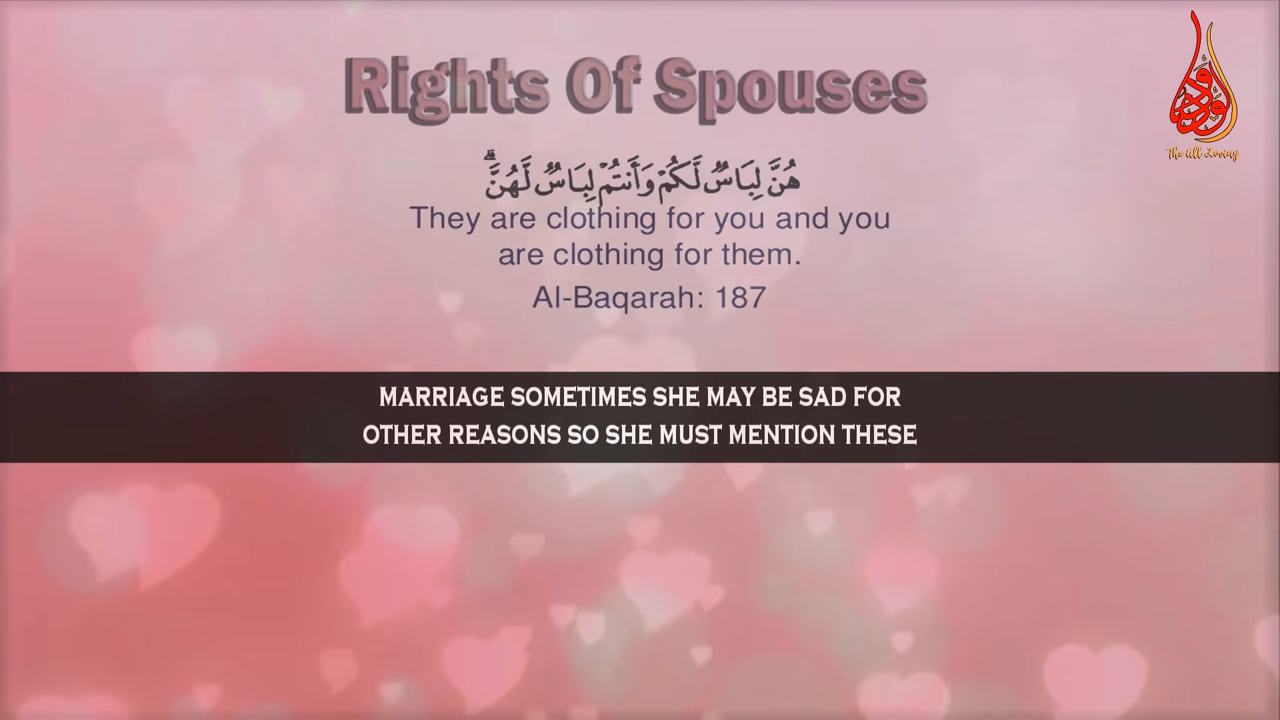 Rights Of Spouses
هُنَّ لِبَاسٌ لَّكُمْ وَأَنتُمْ لِبَاسٌ لَّهُنَّ ۗ
They are clothing for you and you
are clothing for them.
Al-Baqarah: 187
MARRIAGE SOMETIMES SHE MAY BE SAD FOR
OTHER REASONS SO SHE MUST MENTION THESE
الودود
The All Loving